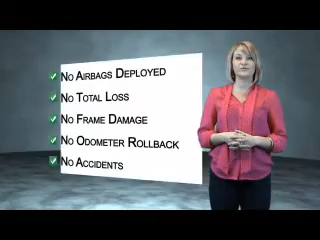 No Airbags Deployed
No Total Loss
No Frame Damage
No Odometer Rollback
No Accidents